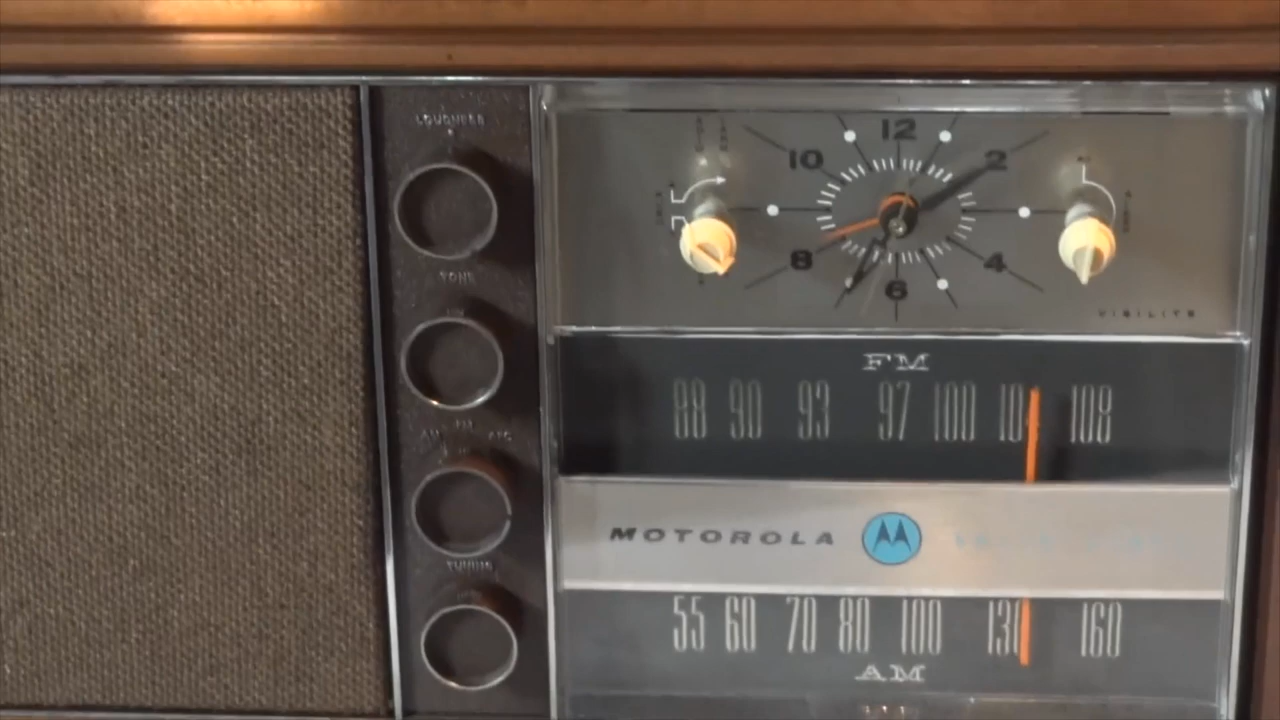 LOUDNESS
TONE
AM FM AFC
TUNING
12
10 2
8 4
6
FM
88 90 93 97 100 108
MOTOROLA
55 60 70 80 100 130 160
AM